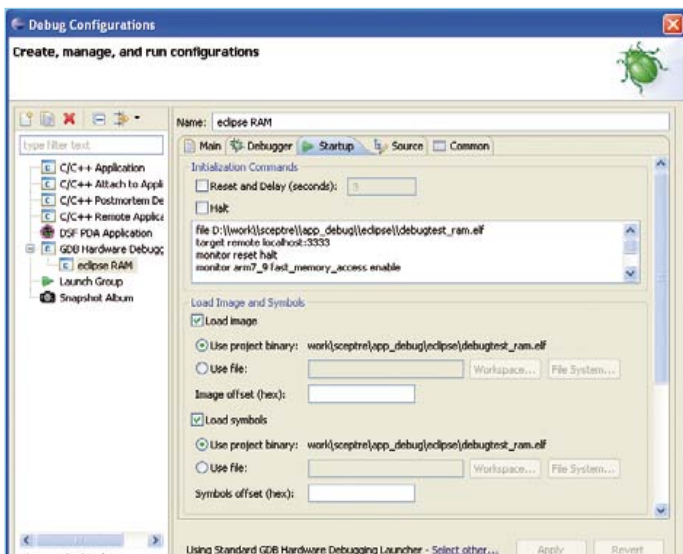 Debug Configurations
Create, manage, and run configurations
type filter text
C/C++ Application
C/C++ Attach to Appli
C/C++ Postmortem De
C/C++ Remote Applica
DSF PDA Application
GDB Hardware Debugg
eclipse RAM
Launch Group
Snapshot Album
Name: eclipse RAM
Main Debugger Startup Source Common
Initialization Commands
Reset and Delay (seconds): 3
Halt
file D:\\work\\sceptre\\app_debug\\eclipse\\debugtest_ram.elf
target remote localhost:3333
monitor reset halt
monitor arm7_9 fast_memory_access enable
Load Image and Symbols
Load image
Use project binary: work\sceptre\app_debug\eclipse\debugtest_ram.elf
Use file: Workspace... File System...
Image offset (hex):
Load symbols
Use project binary: work\sceptre\app_debug\eclipse\debugtest_ram.elf
Use file: Workspace... File System...
Symbols offset (hex):
Using Standard GDB Hardware Debugging Launcher - Select other... Apply Revert